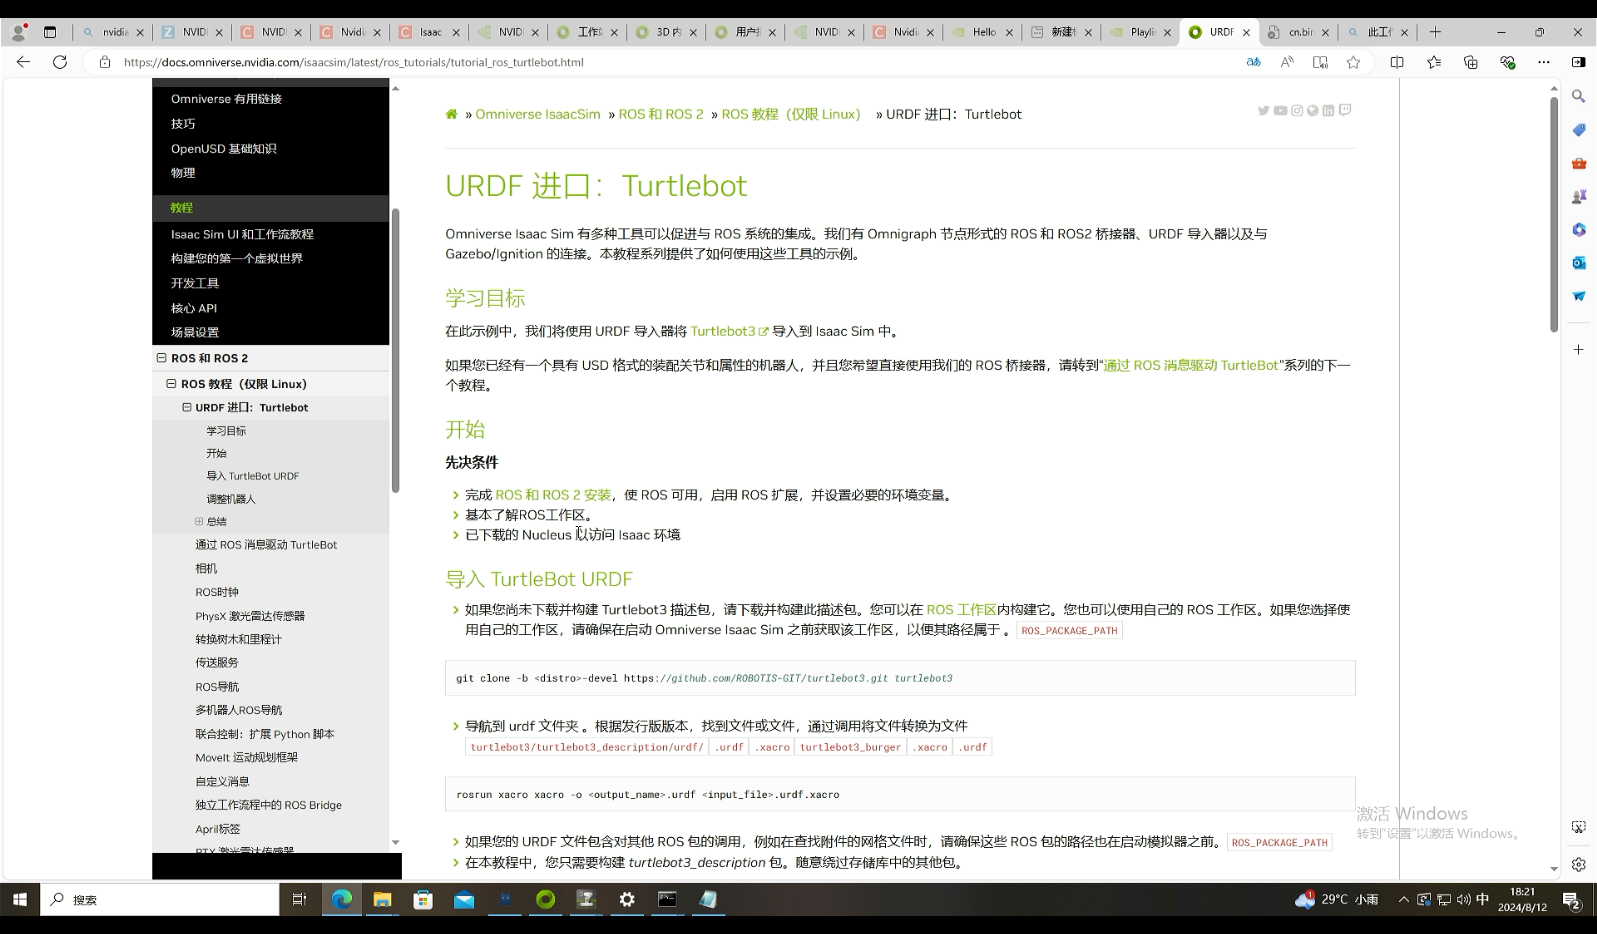 nvidia
NVIDI
NVIDI
Nvidi
Isaac
NVIDI
工作站
3D 内
用户指
NVIDI
Nvidi
Hello
新建
Playlis
URDF
cn.bin
此工作
https://docs.omniverse.nvidia.com/isaacsim/latest/ros_tutorials/tutorial_ros_turtlebot.html
Omniverse 有用链接
技巧
OpenUSD 基础知识
物理
教程
Isaac Sim UI 和工作流教程
构建您的第一个虚拟世界
开发工具
核心 API
场景设置
ROS 和 ROS 2
ROS 教程（仅限 Linux）
URDF 进口：Turtlebot
学习目标
开始
导入 TurtleBot URDF
调整机器人
总结
通过 ROS 消息驱动 TurtleBot
相机
ROS时钟
PhysX 激光雷达传感器
转换树木和里程计
传送服务
ROS导航
多机器人ROS导航
联合控制：扩展 Python 脚本
MoveIt 运动规划框架
自定义消息
独立工作流程中的 ROS Bridge
April标签
RTX 激光雷达传感器
» Omniverse IsaacSim » ROS 和 ROS 2 » ROS 教程（仅限 Linux） » URDF 进口：Turtlebot
URDF 进口：Turtlebot
Omniverse Isaac Sim 有多种工具可以促进与 ROS 系统的集成。我们有 Omnigraph 节点形式的 ROS 和 ROS2 桥接器、URDF 导入器以及与
Gazebo/Ignition 的连接。本教程系列提供了如何使用这些工具的示例。
学习目标
在此示例中，我们将使用 URDF 导入器将 Turtlebot3 导入到 Isaac Sim 中。
如果您已经有一个具有 USD 格式的装配关节和属性的机器人，并且您希望直接使用我们的 ROS 桥接器，请转到“通过 ROS 消息驱动 TurtleBot”系列的下一
个教程。
开始
先决条件
完成 ROS 和 ROS 2 安装，使 ROS 可用，启用 ROS 扩展，并设置必要的环境变量。
基本了解ROS工作区。
已下载的 Nucleus 以访问 Isaac 环境
导入 TurtleBot URDF
如果您尚未下载并构建 Turtlebot3 描述包，请下载并构建此描述包。您可以在 ROS 工作区内构建它。您也可以使用自己的 ROS 工作区。如果您选择使
用自己的工作区，请确保在启动 Omniverse Isaac Sim 之前获取该工作区，以便其路径属于 。 ROS_PACKAGE_PATH
git clone -b <distro>-devel https://github.com/ROBOTIS-GIT/turtlebot3.git turtlebot3
导航到 urdf 文件夹 。根据发行版版本，找到文件或文件，通过调用将文件转换为文件
turtlebot3/turtlebot3_description/urdf/ .urdf .xacro turtlebot3_burger .xacro .urdf
rosrun xacro xacro -o <output_name>.urdf <input_file>.urdf.xacro
如果您的 URDF 文件包含对其他 ROS 包的调用，例如在查找附件的网格文件时，请确保这些 ROS 包的路径也在启动模拟器之前。 ROS_PACKAGE_PATH
在本教程中，您只需要构建 turtlebot3_description 包。随意绕过存储库中的其他包。
激活 Windows
转到“设置”以激活 Windows。
搜索
29°C 小雨
中
18:21
2024/8/12
2